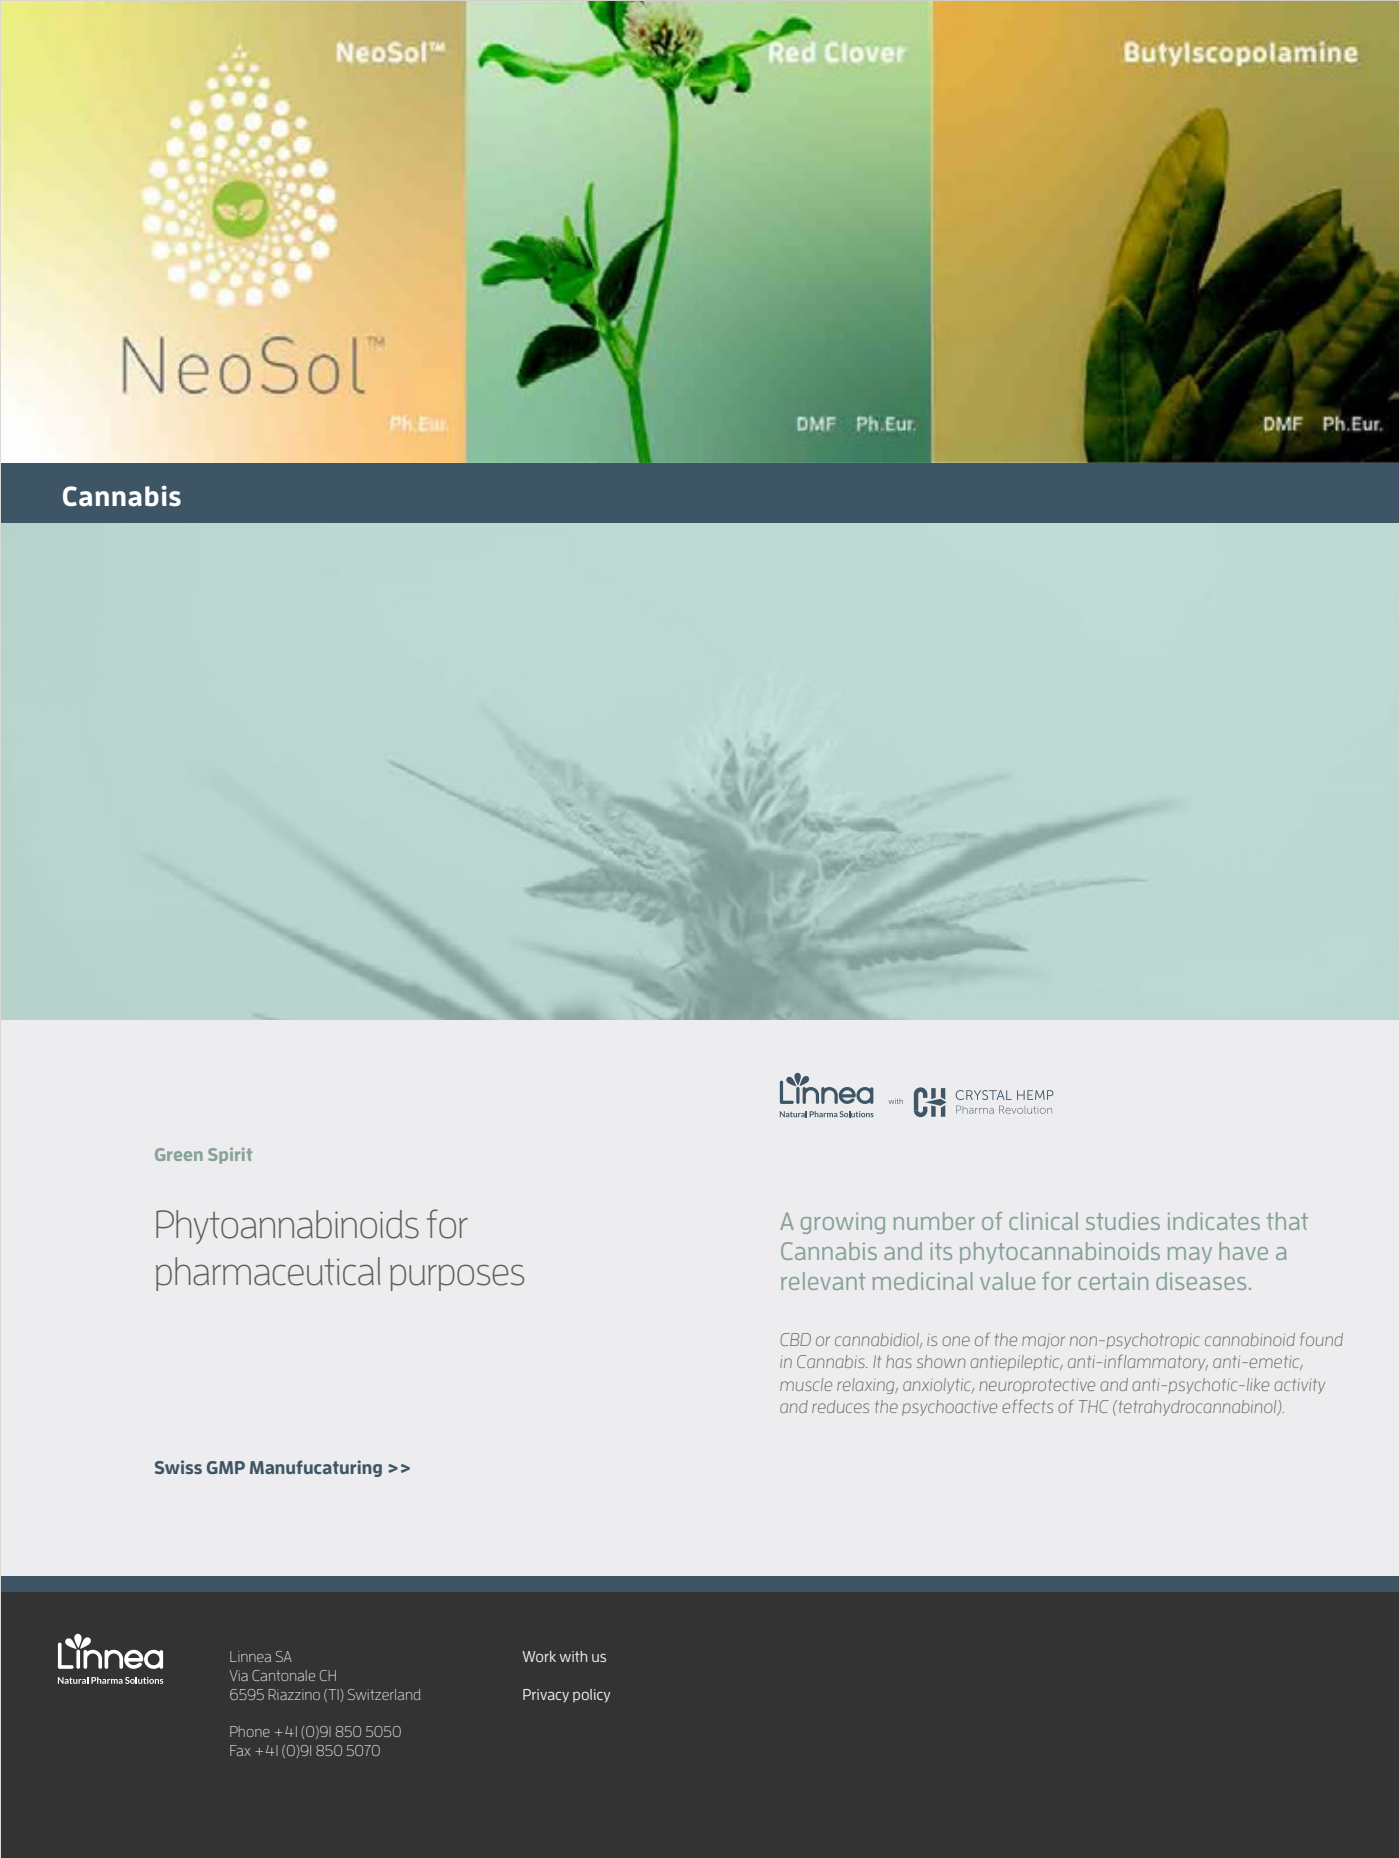 NeoSol™
NeoSol™
Ph.Eur.
Red Clover
DMF Ph.Eur.
Butylscopolamine
DMF Ph.Eur.
Cannabis
Linnea
Natural Pharma Solutions
with
CH
CRYSTAL HEMP
Pharma Revolution
Green Spirit
Phytoannabinoids for
pharmaceutical purposes
A growing number of clinical studies indicates that
Cannabis and its phytocannabinoids may have a
relevant medicinal value for certain diseases.
CBD or cannabidiol, is one of the major non-psychotropic cannabinoid found
in Cannabis. It has shown antiepileptic, anti-inflammatory, anti-emetic,
muscle relaxing, anxiolytic, neuroprotective and anti-psychotic-like activity
and reduces the psychoactive effects of THC (tetrahydrocannabinol).
Swiss GMP Manufucaturing >>
Linnea
Natural Pharma Solutions
Linnea SA
Via Cantonale CH
6595 Riazzino (TI) Switzerland
Phone +41 (0)91 850 5050
Fax +41 (0)91 850 5070
Work with us
Privacy policy